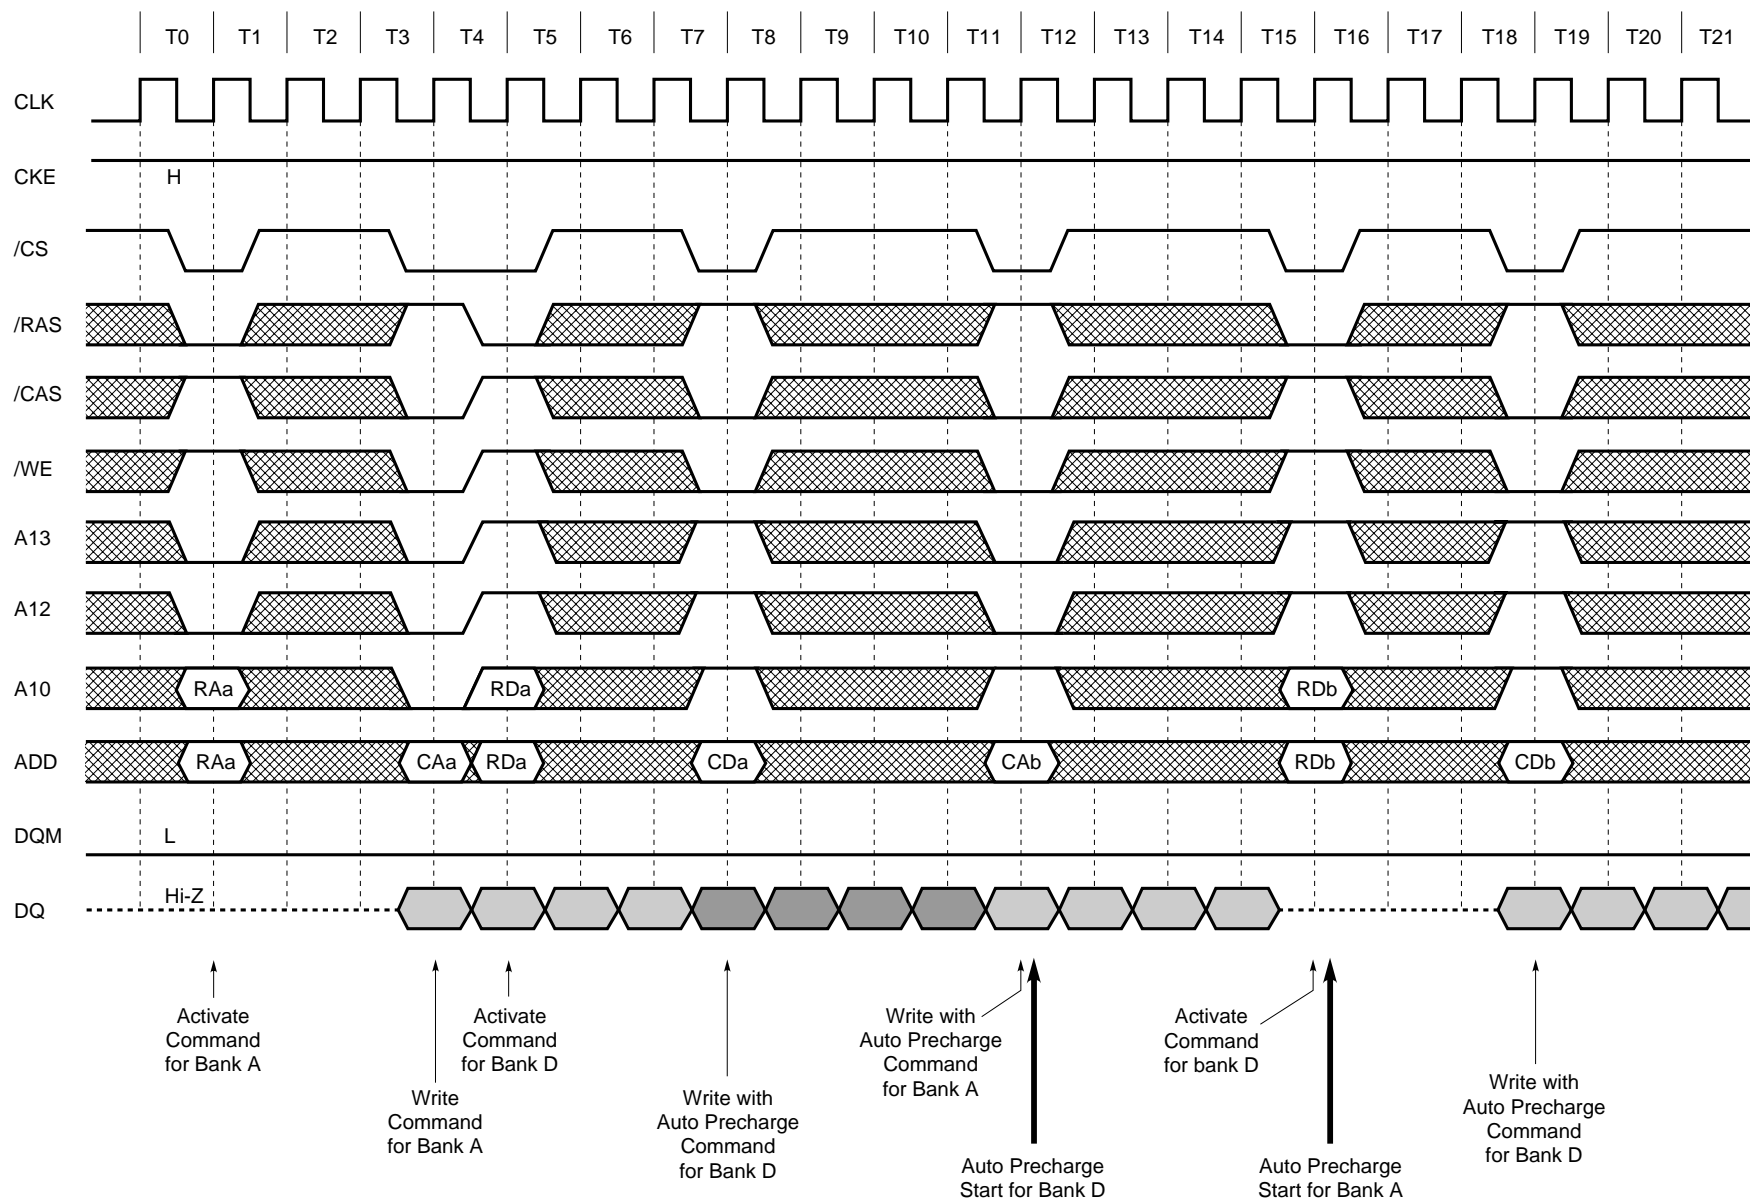 T0 T1 T2 T3 T4 T5 T6 T7 T8 T9 T10 T11 T12 T13 T14 T15 T16 T17 T18 T19 T20 T21
CLK
CKE H
/CS
/RAS
/CAS
/WE
A13
A12
A10 RAa RDa RDb
ADD RAa CAa RDa CDa CAb RDb CDb
DQM L
DQ Hi-Z
Activate
Command
for Bank A
Write
Command
for Bank A
Activate
Command
for Bank D
Write with
Auto Precharge
Command
for Bank D
Write with
Auto Precharge
Command
for Bank A
Auto Precharge
Start for Bank D
Activate
Command
for bank D
Auto Precharge
Start for Bank A
Write with
Auto Precharge
Command
for Bank D